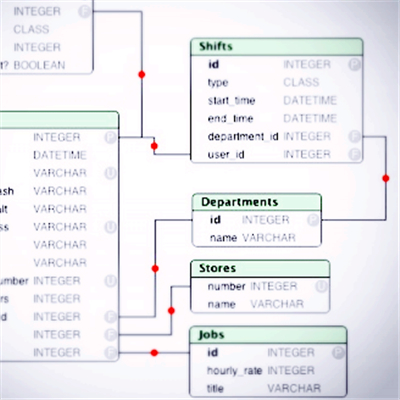 INTEGER
CLASS
INTEGER
t? BOOLEAN
INTEGER
DATETIME
VARCHAR U
ash VARCHAR
alt VARCHAR
ss VARCHAR U
VARCHAR
VARCHAR
umber INTEGER U
rs INTEGER
d INTEGER
INTEGER
INTEGER
Shifts
id INTEGER
type CLASS
start_time DATETIME
end_time DATETIME
department_id INTEGER
user_id INTEGER
Departments
id INTEGER
name VARCHAR
Stores
number INTEGER U
name VARCHAR
Jobs
id INTEGER
hourly_rate INTEGER
title VARCHAR